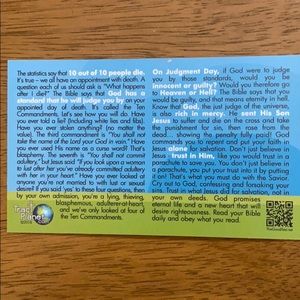 The statistics say that 10 out of 10 people die.
It's true – we all have an appointment with death. A
question each of us should ask is "What happens
after I die?" The Bible says that God has a
standard that he will judge you by on your
appointed day of death. It's called the Ten
Commandments. Let's see how you will do. Have
you ever told a lie? (including white lies and fibs).
Have you ever stolen anything? (no matter the
value). The third commandment is "You shall not
take the name of the Lord your God in vain." Have
you ever used His name as a curse word? That's
blasphemy. The seventh is "You shall not commit
adultery," but Jesus said "if you look upon a woman
to lust after her you've already committed adultery
with her in your heart". Have you ever looked at
anyone you're not married to with lust or sexual
desire? If you said 'yes' to these four questions, then
by your own admission, you're a lying, thieving,
blasphemous, adulterer-at-heart,
and we've only looked at four of
the Ten Commandments.
On Judgment Day, if God were to judge
you by those standards, would you be
innocent or guilty? Would you therefore go
to Heaven or Hell? The Bible says that you
would be guilty, and that means eternity in hell.
Know that God, the just judge of the universe,
is also rich in mercy. He sent His Son
Jesus to suffer and die on the cross and take
the punishment for sin, then rose from the
dead... showing the penalty fully paid! God
commands you to repent and put your faith in
Jesus alone for salvation. Don't just believe in
Jesus, trust in Him, like you would trust in a
parachute to save you. You don't just believe in
the parachute, you trust in it by putting it
on! That's what you must do with the Savior.
Cry out to God, confessing and forsaking your
sins. Trust in what Jesus did for salvation, not in
your own deeds. God promises
eternal life and a new heart that will
desire righteousness. Read your Bible
daily and obey what you read.